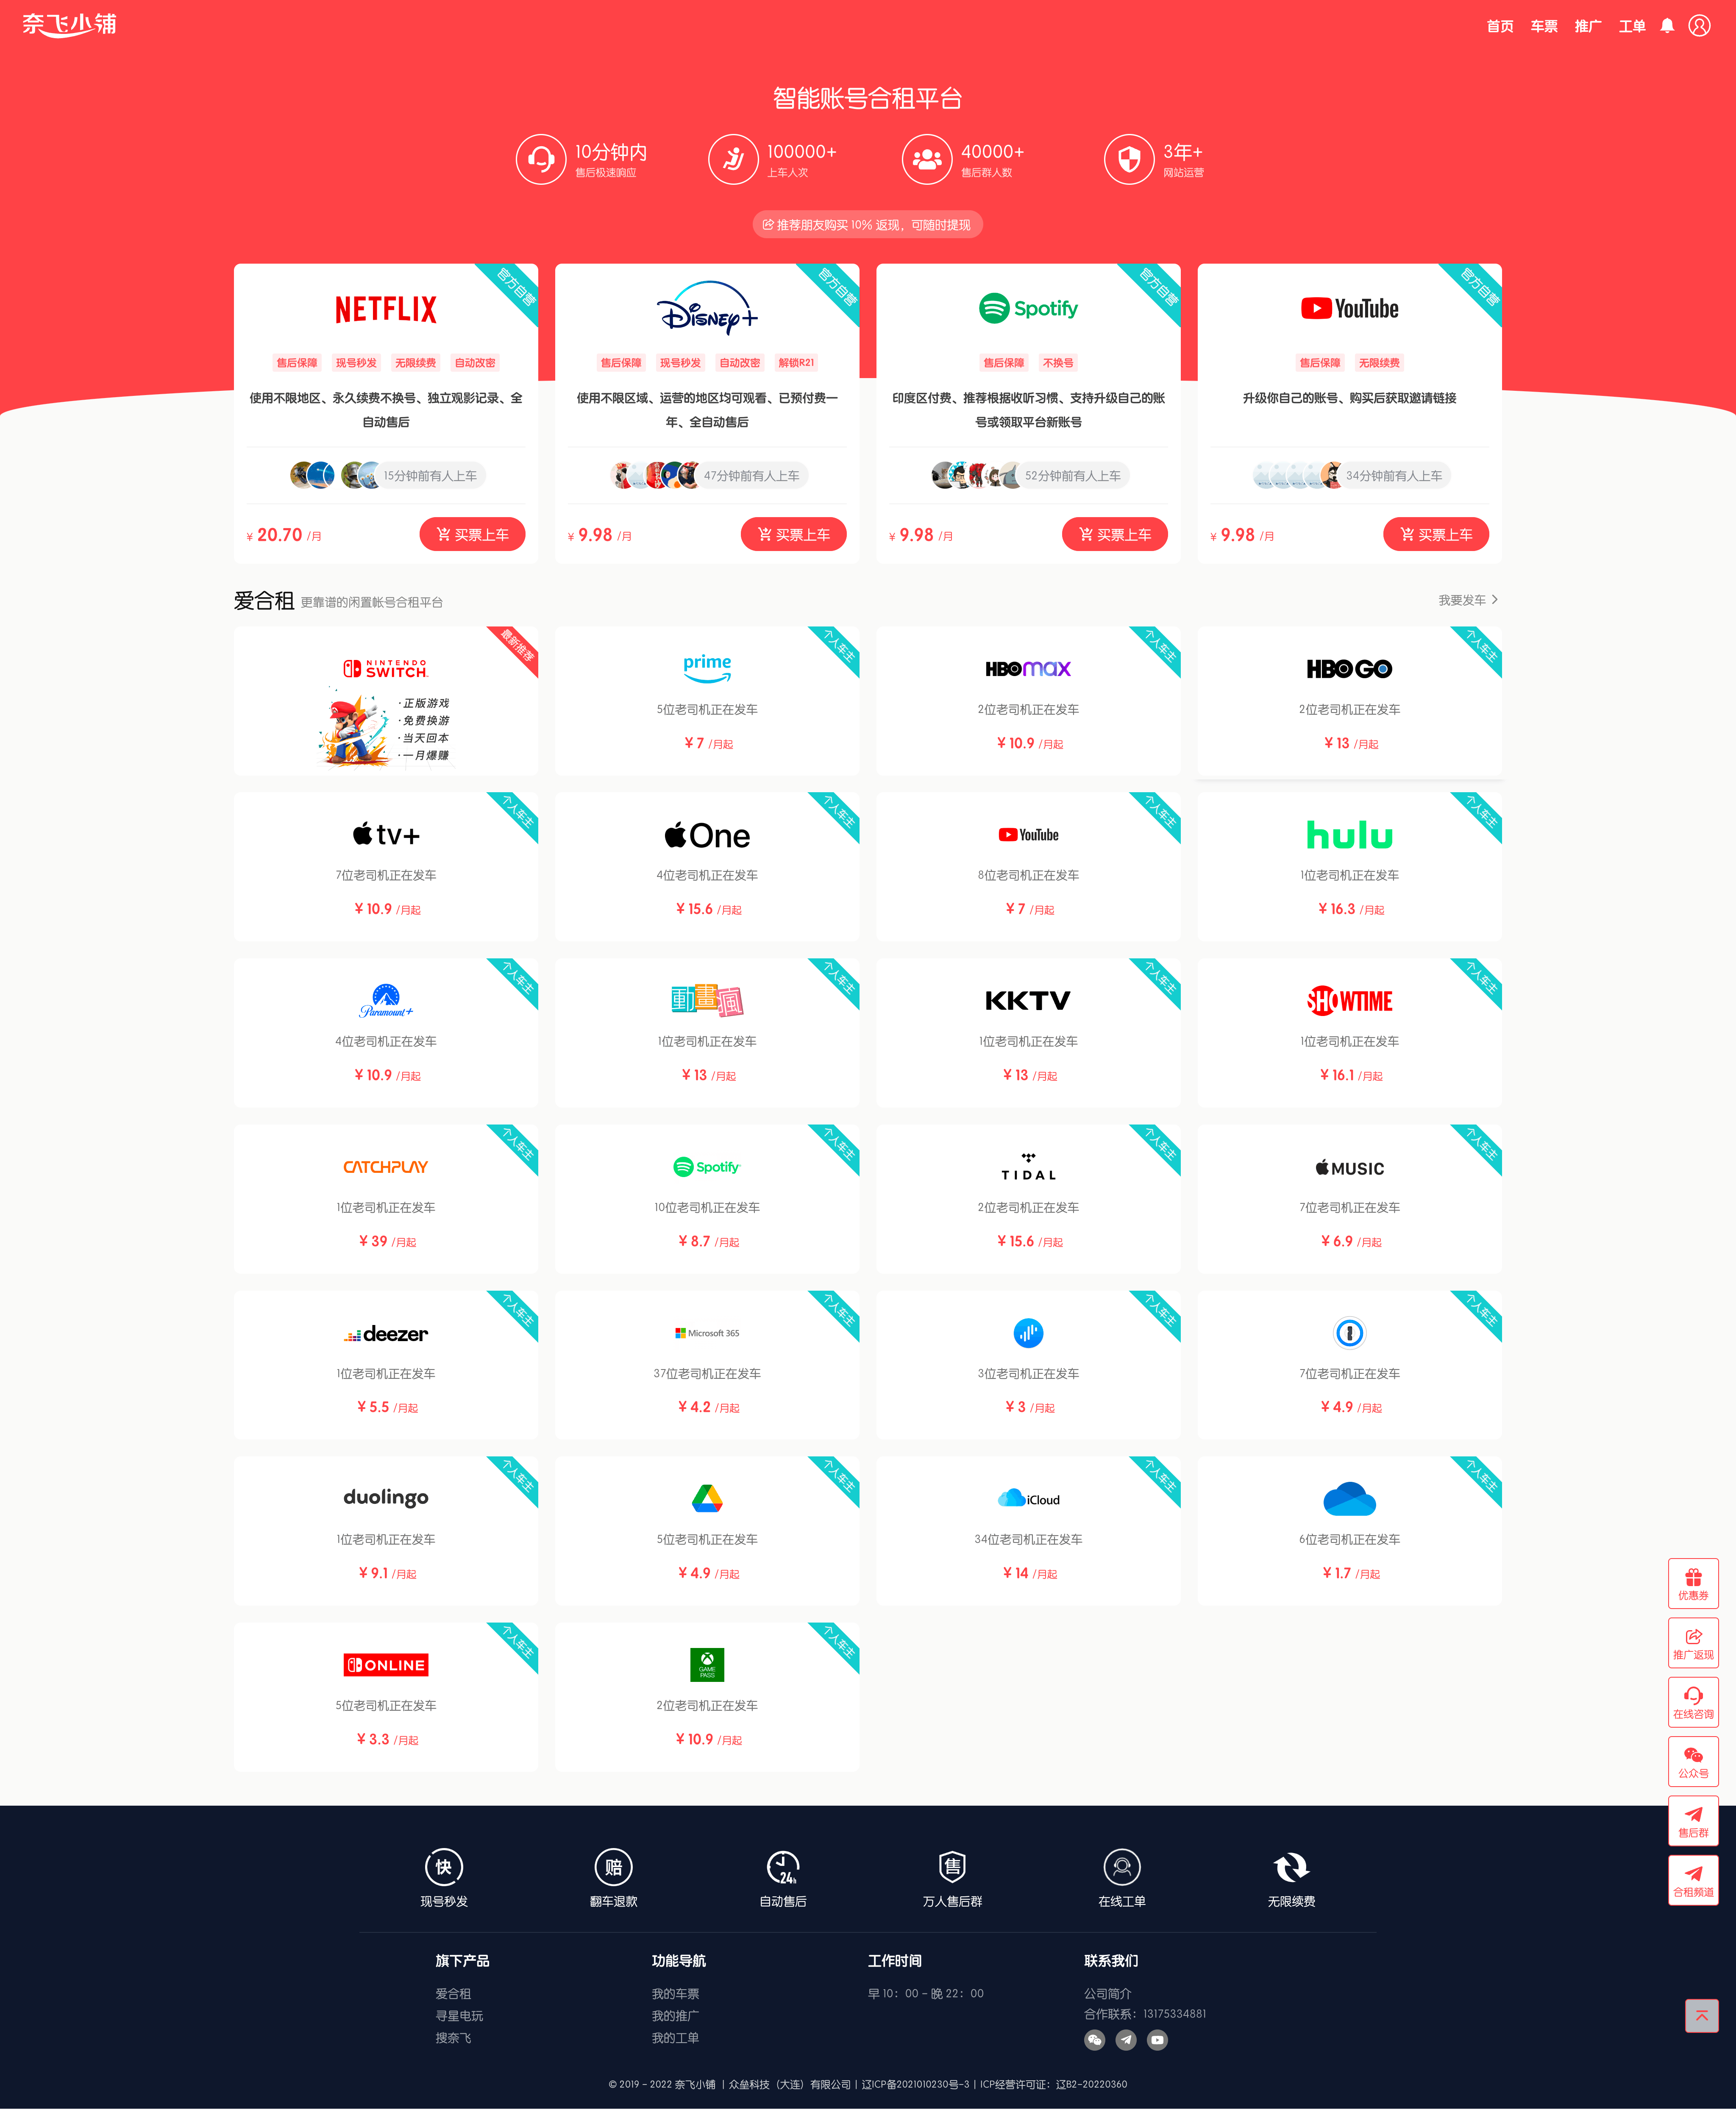 奈飞小铺
首页 车票 推广 工单
智能账号合租平台
10分钟内
售后极速响应
100000+
上车人次
40000+
售后群人数
3年+
网站运营
推荐朋友购买 10% 返现，可随时提现
官方自营
NETFLIX
售后保障 现号秒发 无限续费 自动改密
使用不限地区、永久续费不换号、独立观影记录、全
自动售后
15分钟前有人上车
¥ 20.70 /月
买票上车
官方自营
Disney+
售后保障 现号秒发 自动改密 解锁R21
使用不限区域、运营的地区均可观看、已预付费一
年、全自动售后
47分钟前有人上车
¥ 9.98 /月
买票上车
官方自营
Spotify
售后保障 不换号
印度区付费、推荐根据收听习惯、支持升级自己的账
号或领取平台新账号
52分钟前有人上车
¥ 9.98 /月
买票上车
官方自营
YouTube
售后保障 无限续费
升级你自己的账号、购买后获取邀请链接
34分钟前有人上车
¥ 9.98 /月
买票上车
爱合租 更靠谱的闲置帐号合租平台
我要发车
最新推荐
NINTENDO
SWITCH
·正版游戏
·免费换游
·当天回本
·一月爆赚
个人车主
prime
5位老司机正在发车
¥ 7 /月起
个人车主
HBOmax
2位老司机正在发车
¥ 10.9 /月起
个人车主
HBO GO
2位老司机正在发车
¥ 13 /月起
个人车主
tv+
7位老司机正在发车
¥ 10.9 /月起
个人车主
One
4位老司机正在发车
¥ 15.6 /月起
个人车主
YouTube
8位老司机正在发车
¥ 7 /月起
个人车主
hulu
1位老司机正在发车
¥ 16.3 /月起
个人车主
Paramount+
4位老司机正在发车
¥ 10.9 /月起
个人车主
動畫瘋
1位老司机正在发车
¥ 13 /月起
个人车主
KKTV
1位老司机正在发车
¥ 13 /月起
个人车主
SHOWTIME
1位老司机正在发车
¥ 16.1 /月起
个人车主
CATCHPLAY
1位老司机正在发车
¥ 39 /月起
个人车主
Spotify
10位老司机正在发车
¥ 8.7 /月起
个人车主
TIDAL
2位老司机正在发车
¥ 15.6 /月起
个人车主
MUSIC
7位老司机正在发车
¥ 6.9 /月起
个人车主
deezer
1位老司机正在发车
¥ 5.5 /月起
个人车主
Microsoft 365
37位老司机正在发车
¥ 4.2 /月起
个人车主
3位老司机正在发车
¥ 3 /月起
个人车主
7位老司机正在发车
¥ 4.9 /月起
个人车主
duolingo
1位老司机正在发车
¥ 9.1 /月起
个人车主
5位老司机正在发车
¥ 4.9 /月起
个人车主
iCloud
34位老司机正在发车
¥ 14 /月起
个人车主
6位老司机正在发车
¥ 1.7 /月起
个人车主
ONLINE
5位老司机正在发车
¥ 3.3 /月起
个人车主
GAME
PASS
2位老司机正在发车
¥ 10.9 /月起
优惠券
推广返现
在线咨询
公众号
售后群
合租频道
快
现号秒发
赔
翻车退款
24h
自动售后
售
万人售后群
在线工单
无限续费
旗下产品
爱合租
寻星电玩
搜奈飞
功能导航
我的车票
我的推广
我的工单
工作时间
早 10：00 - 晚 22：00
联系我们
公司简介
合作联系：13175334881
© 2019 - 2022 奈飞小铺 | 众垒科技（大连）有限公司 | 辽ICP备2021010230号-3 | ICP经营许可证：辽B2-20220360